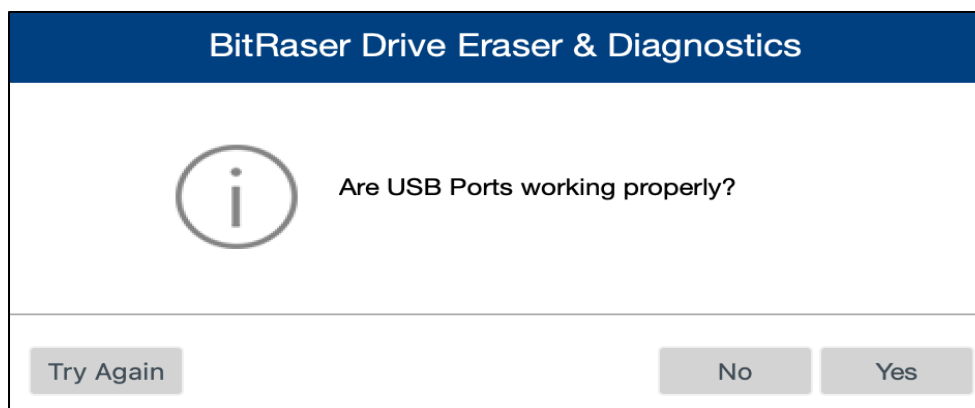 BitRaser Drive Eraser & Diagnostics
Are USB Ports working properly?
Try Again No Yes